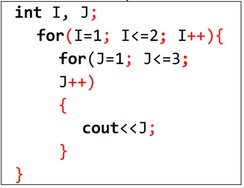 int I, J;
for(I=1; I<=2; I++){
for(J=1; J<=3;
J++)
{
cout<<J;
}
}